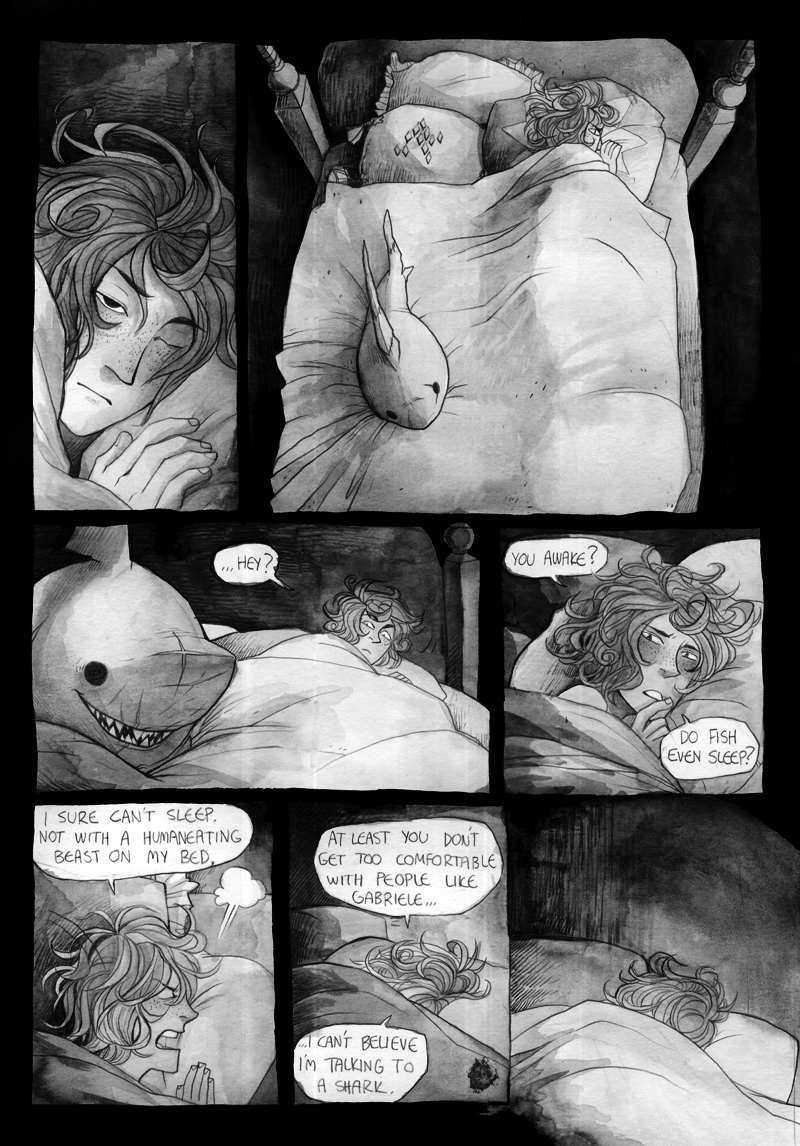 ...HEY?
YOU AWAKE?
DO FISH
EVEN SLEEP?
I SURE CAN'T SLEEP.
NOT WITH A HUMANEATING
BEAST ON MY BED.
AT LEAST YOU DON'T
GET TOO COMFORTABLE
WITH PEOPLE LIKE
GABRIELE...
...I CAN'T BELIEVE
I'M TALKING TO
A SHARK.